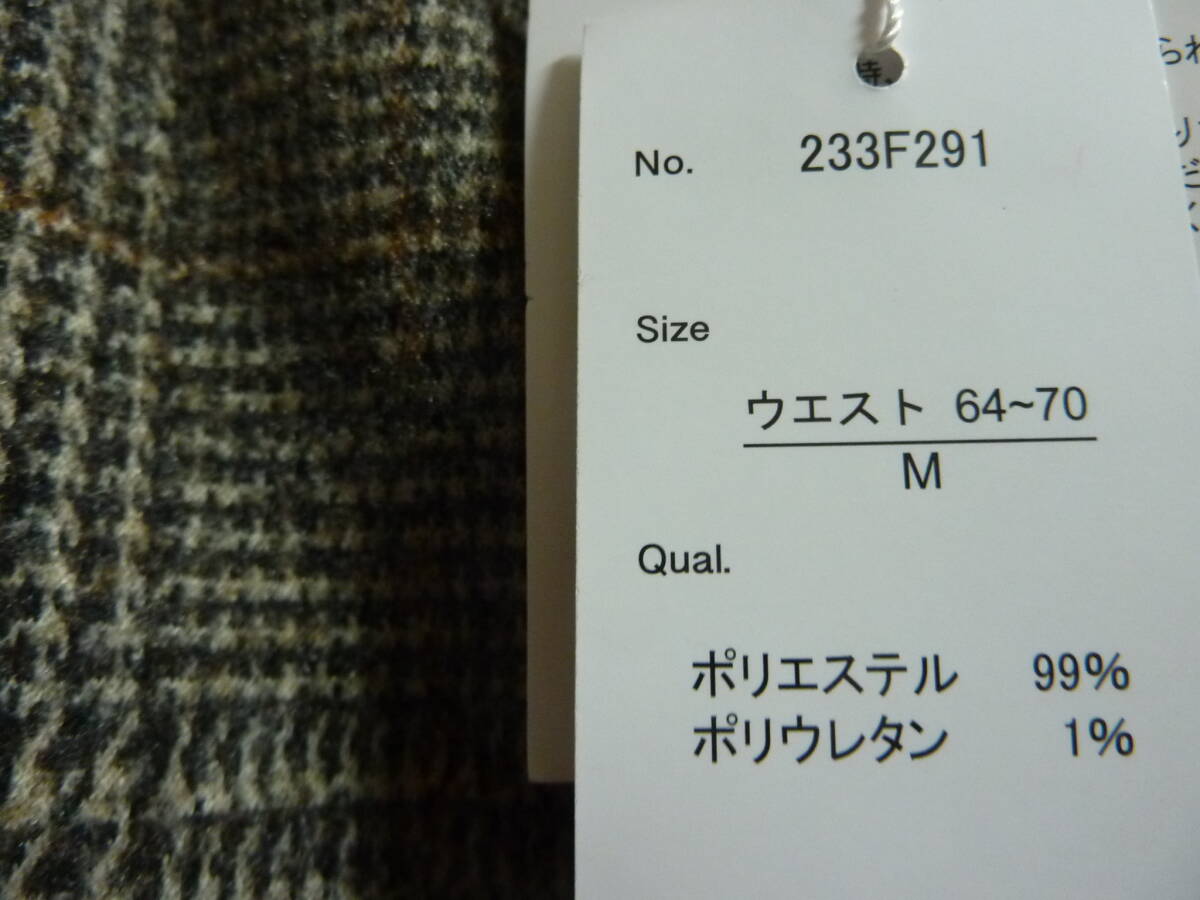 No. 233F291
Size
ウエスト 64~70
M
Qual.
ポリエステル 99%
ポリウレタン 1%